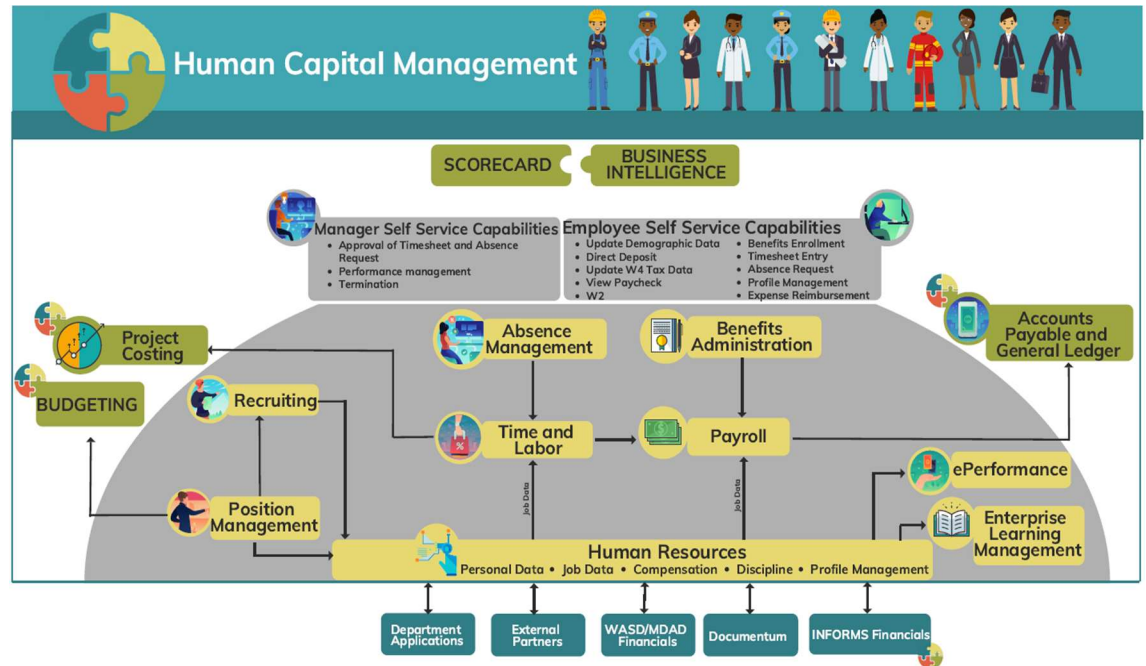 Human Capital Management
SCORECARD
BUSINESS
INTELLIGENCE
Manager Self Service Capabilities
• Approval of Timesheet and Absence
Request
• Performance management
• Termination
Employee Self Service Capabilities
• Update Demographic Data
• Direct Deposit
• Update W4 Tax Data
• View Paycheck
• W2
• Benefits Enrollment
• Timesheet Entry
• Absence Request
• Profile Management
• Expense Reimbursement
Project
Costing
Absence
Management
Benefits
Administration
Accounts
Payable and
General Ledger
BUDGETING
Recruiting
Time and
Labor
%
Payroll
ePerformance
Position
Management
Job Data
Job Data
Enterprise
Learning
Management
Human Resources
Personal Data • Job Data • Compensation • Discipline • Profile Management
Department
Applications
External
Partners
WASD/MDAD
Financials
Documentum
INFORMS Financials